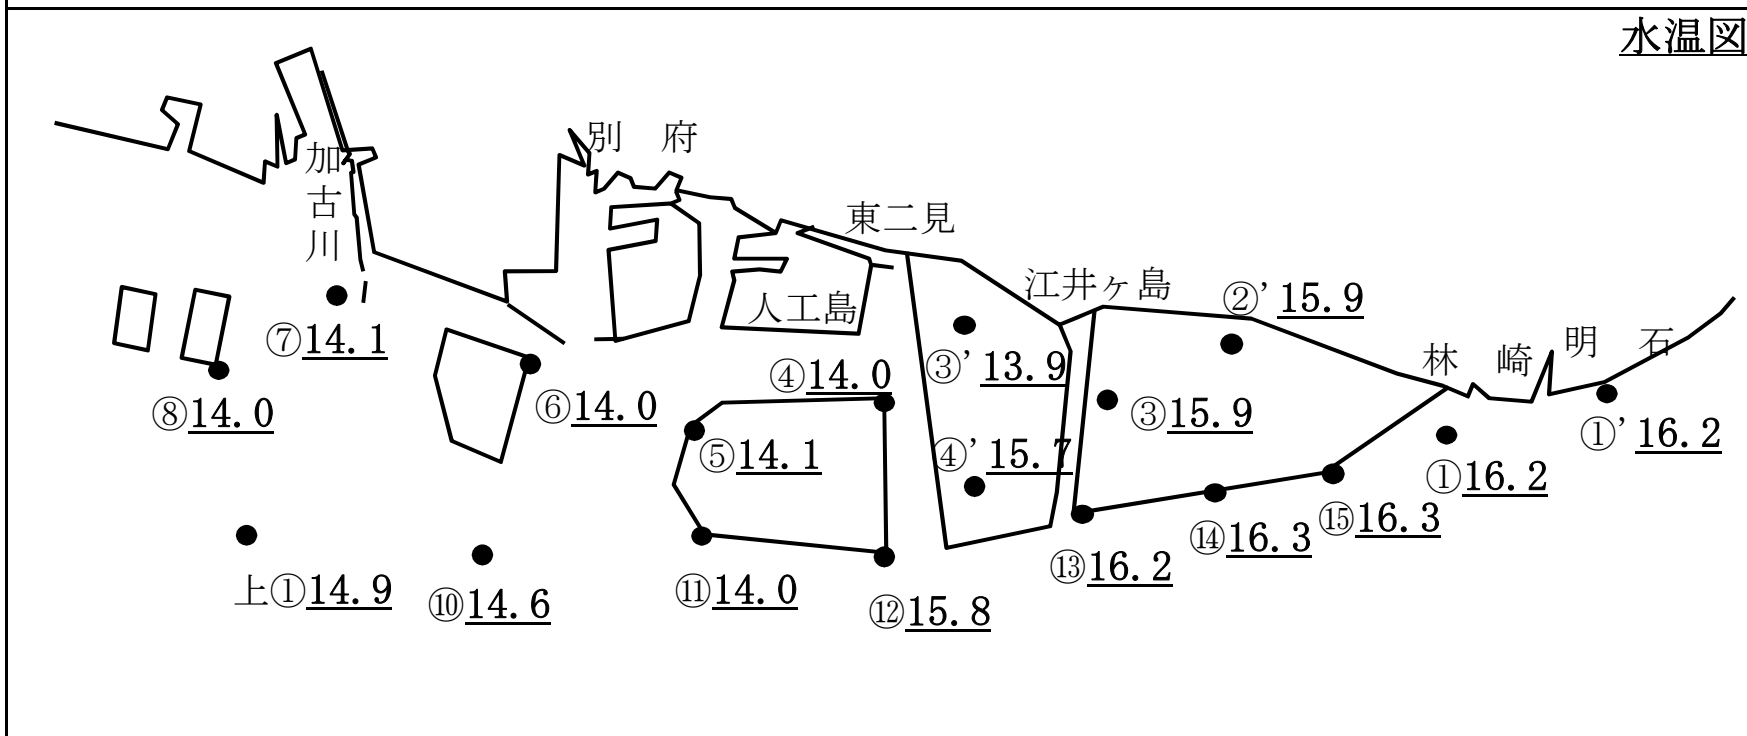 水温図
別　府
加古川
東二見
江井ヶ島
②’15.9
人工島
⑦14.1
林　崎
明　石
③’13.9
④14.0
⑧14.0
⑥14.0
③15.9
①’16.2
⑤14.1
④’15.7
①16.2
⑮16.3
⑭16.3
⑬16.2
上①14.9
⑩14.6
⑪14.0
⑫15.8